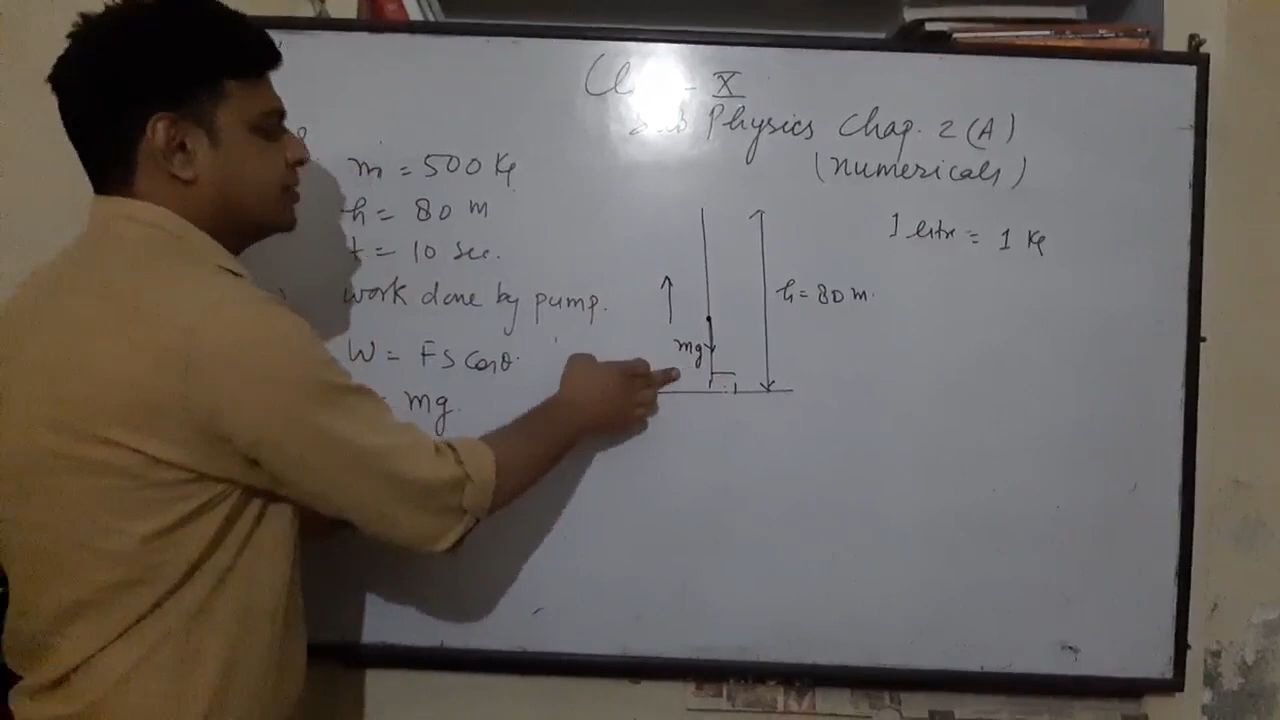 X
Physics Chap. 2 (A)
(Numericals)
m = 500 Kg
h = 80 m
t = 10 sec.
work done by pump.
W = FS cosθ.
= mg.
mg
h = 80 m.
1 litre = 1 Kg